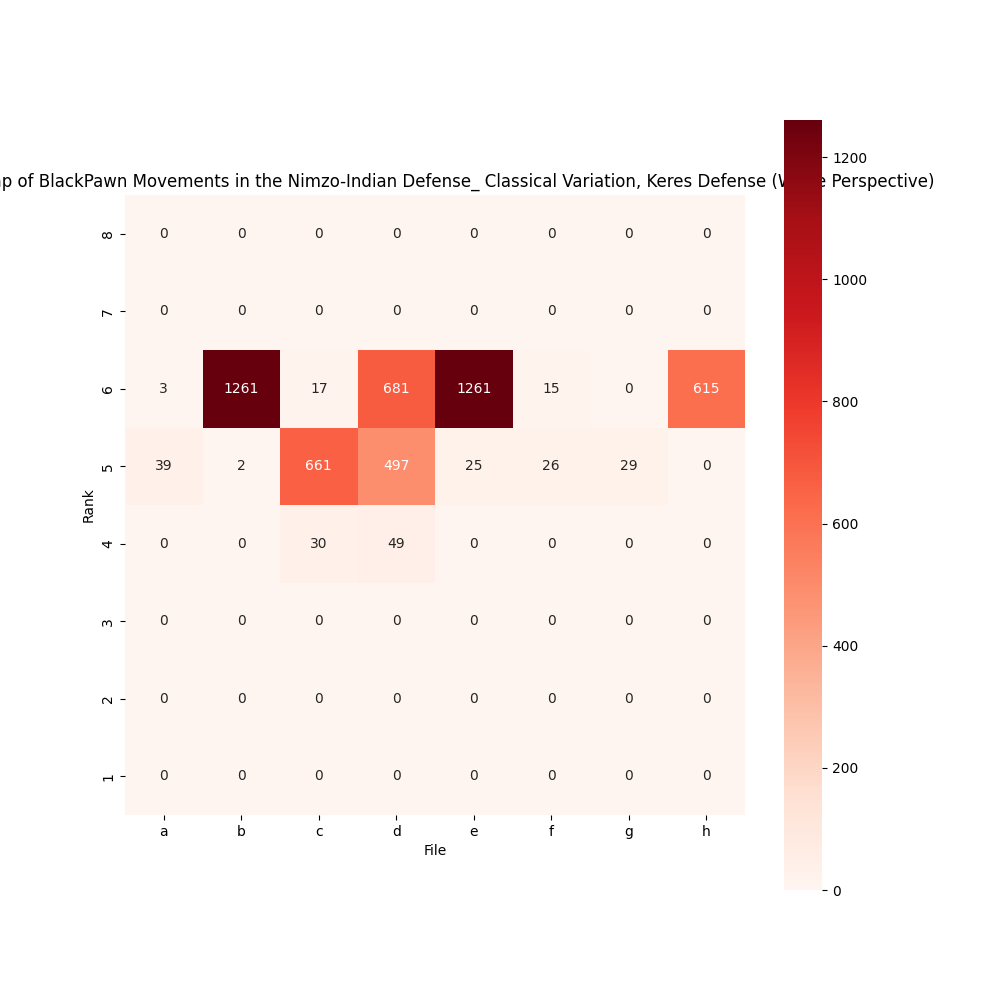 p of BlackPawn Movements in the Nimzo-Indian Defense_ Classical Variation, Keres Defense (W e Perspective)
8 0 0 0 0 0 0 0 0
7 0 0 0 0 0 0 0 0
6 3 1261 17 681 1261 15 0 615
5 39 2 661 497 25 26 29 0
4 0 0 30 49 0 0 0 0
3 0 0 0 0 0 0 0 0
2 0 0 0 0 0 0 0 0
1 0 0 0 0 0 0 0 0
a b c d e f g h
File
Rank
1200
1000
800
600
400
200
0